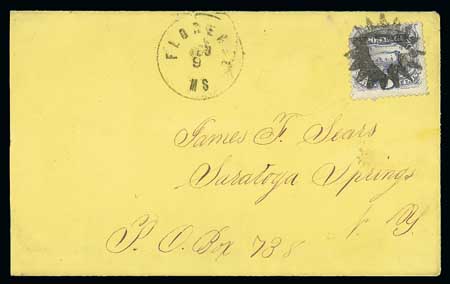 FLORENCE
9
MS
James F. Sears
Saratoga Springs
N. Y.
P. O. Box 738